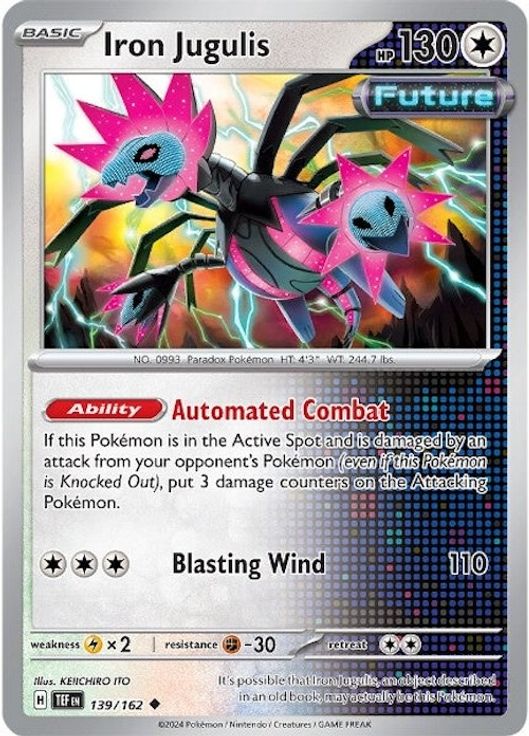 BASIC
Iron Jugulis
HP 130
Future
NO. 0993 Paradox Pokémon HT: 4'3" WT: 244.7 lbs.
Ability Automated Combat
If this Pokémon is in the Active Spot and is damaged by an
attack from your opponent's Pokémon (even if this Pokémon
is Knocked Out), put 3 damage counters on the Attacking
Pokémon.
Blasting Wind 110
weakness ×2 resistance -30 retreat
Illus. KEIICHIRO ITO
H TEF EN 139/162
It's possible that Iron Jugulis, an object described
in an old book, may actually be this Pokémon.
©2024 Pokémon / Nintendo / Creatures / GAME FREAK